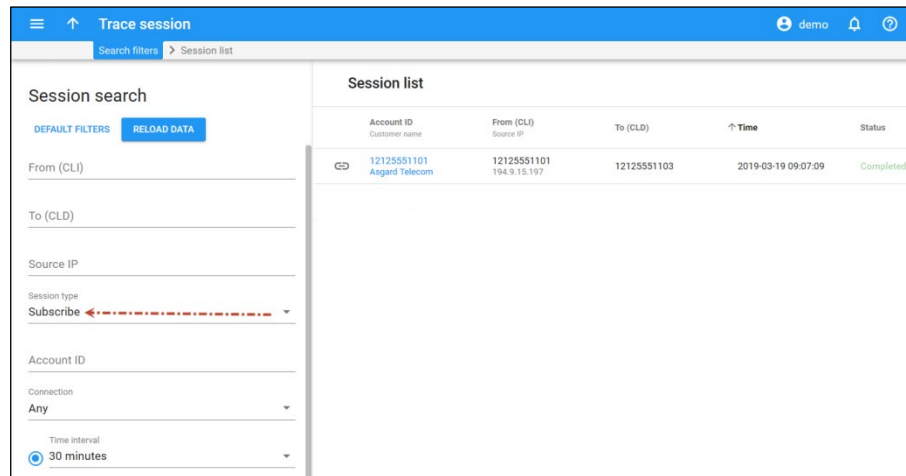 Trace session
demo
Search filters > Session list
Session search
DEFAULT FILTERS
RELOAD DATA
From (CLI)
To (CLD)
Source IP
Session type
Subscribe
Account ID
Connection
Any
Time interval
30 minutes
Session list
Account ID From (CLI) To (CLD) Time Status
Customer name Source IP
12125551101 12125551101 12125551103 2019-03-19 09:07:09 Completed
Asgard Telecom 194.9.15.197